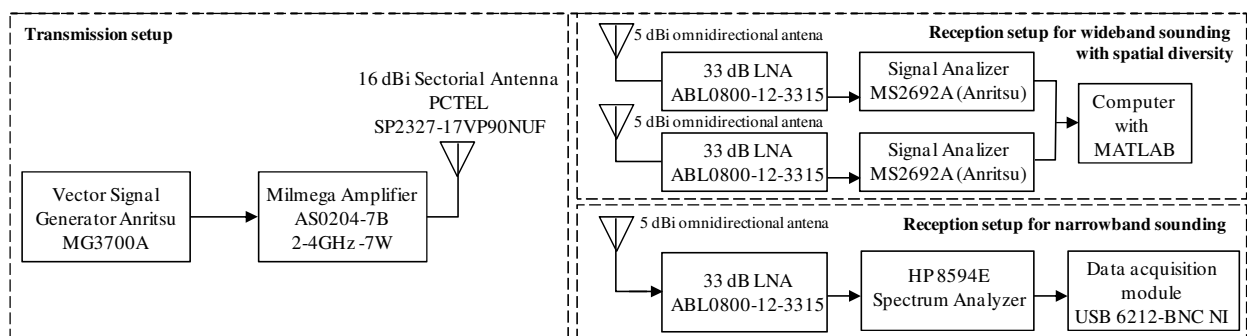 Transmission setup
16 dBi Sectorial Antenna
PCTEL
SP2327-17VP90NUF
Vector Signal
Generator Anritsu
MG3700A
Milmega Amplifier
AS0204-7B
2-4GHz -7W
Reception setup for wideband sounding
with spatial diversity
5 dBi omnidirectional antena
33 dB LNA
ABL0800-12-3315
Signal Analizer
MS2692A (Anritsu)
5 dBi omnidirectional antena
33 dB LNA
ABL0800-12-3315
Signal Analizer
MS2692A (Anritsu)
Computer
with
MATLAB
Reception setup for narrowband sounding
5 dBi omnidirectional antena
33 dB LNA
ABL0800-12-3315
HP 8594E
Spectrum Analyzer
Data acquisition
module
USB 6212-BNC NI